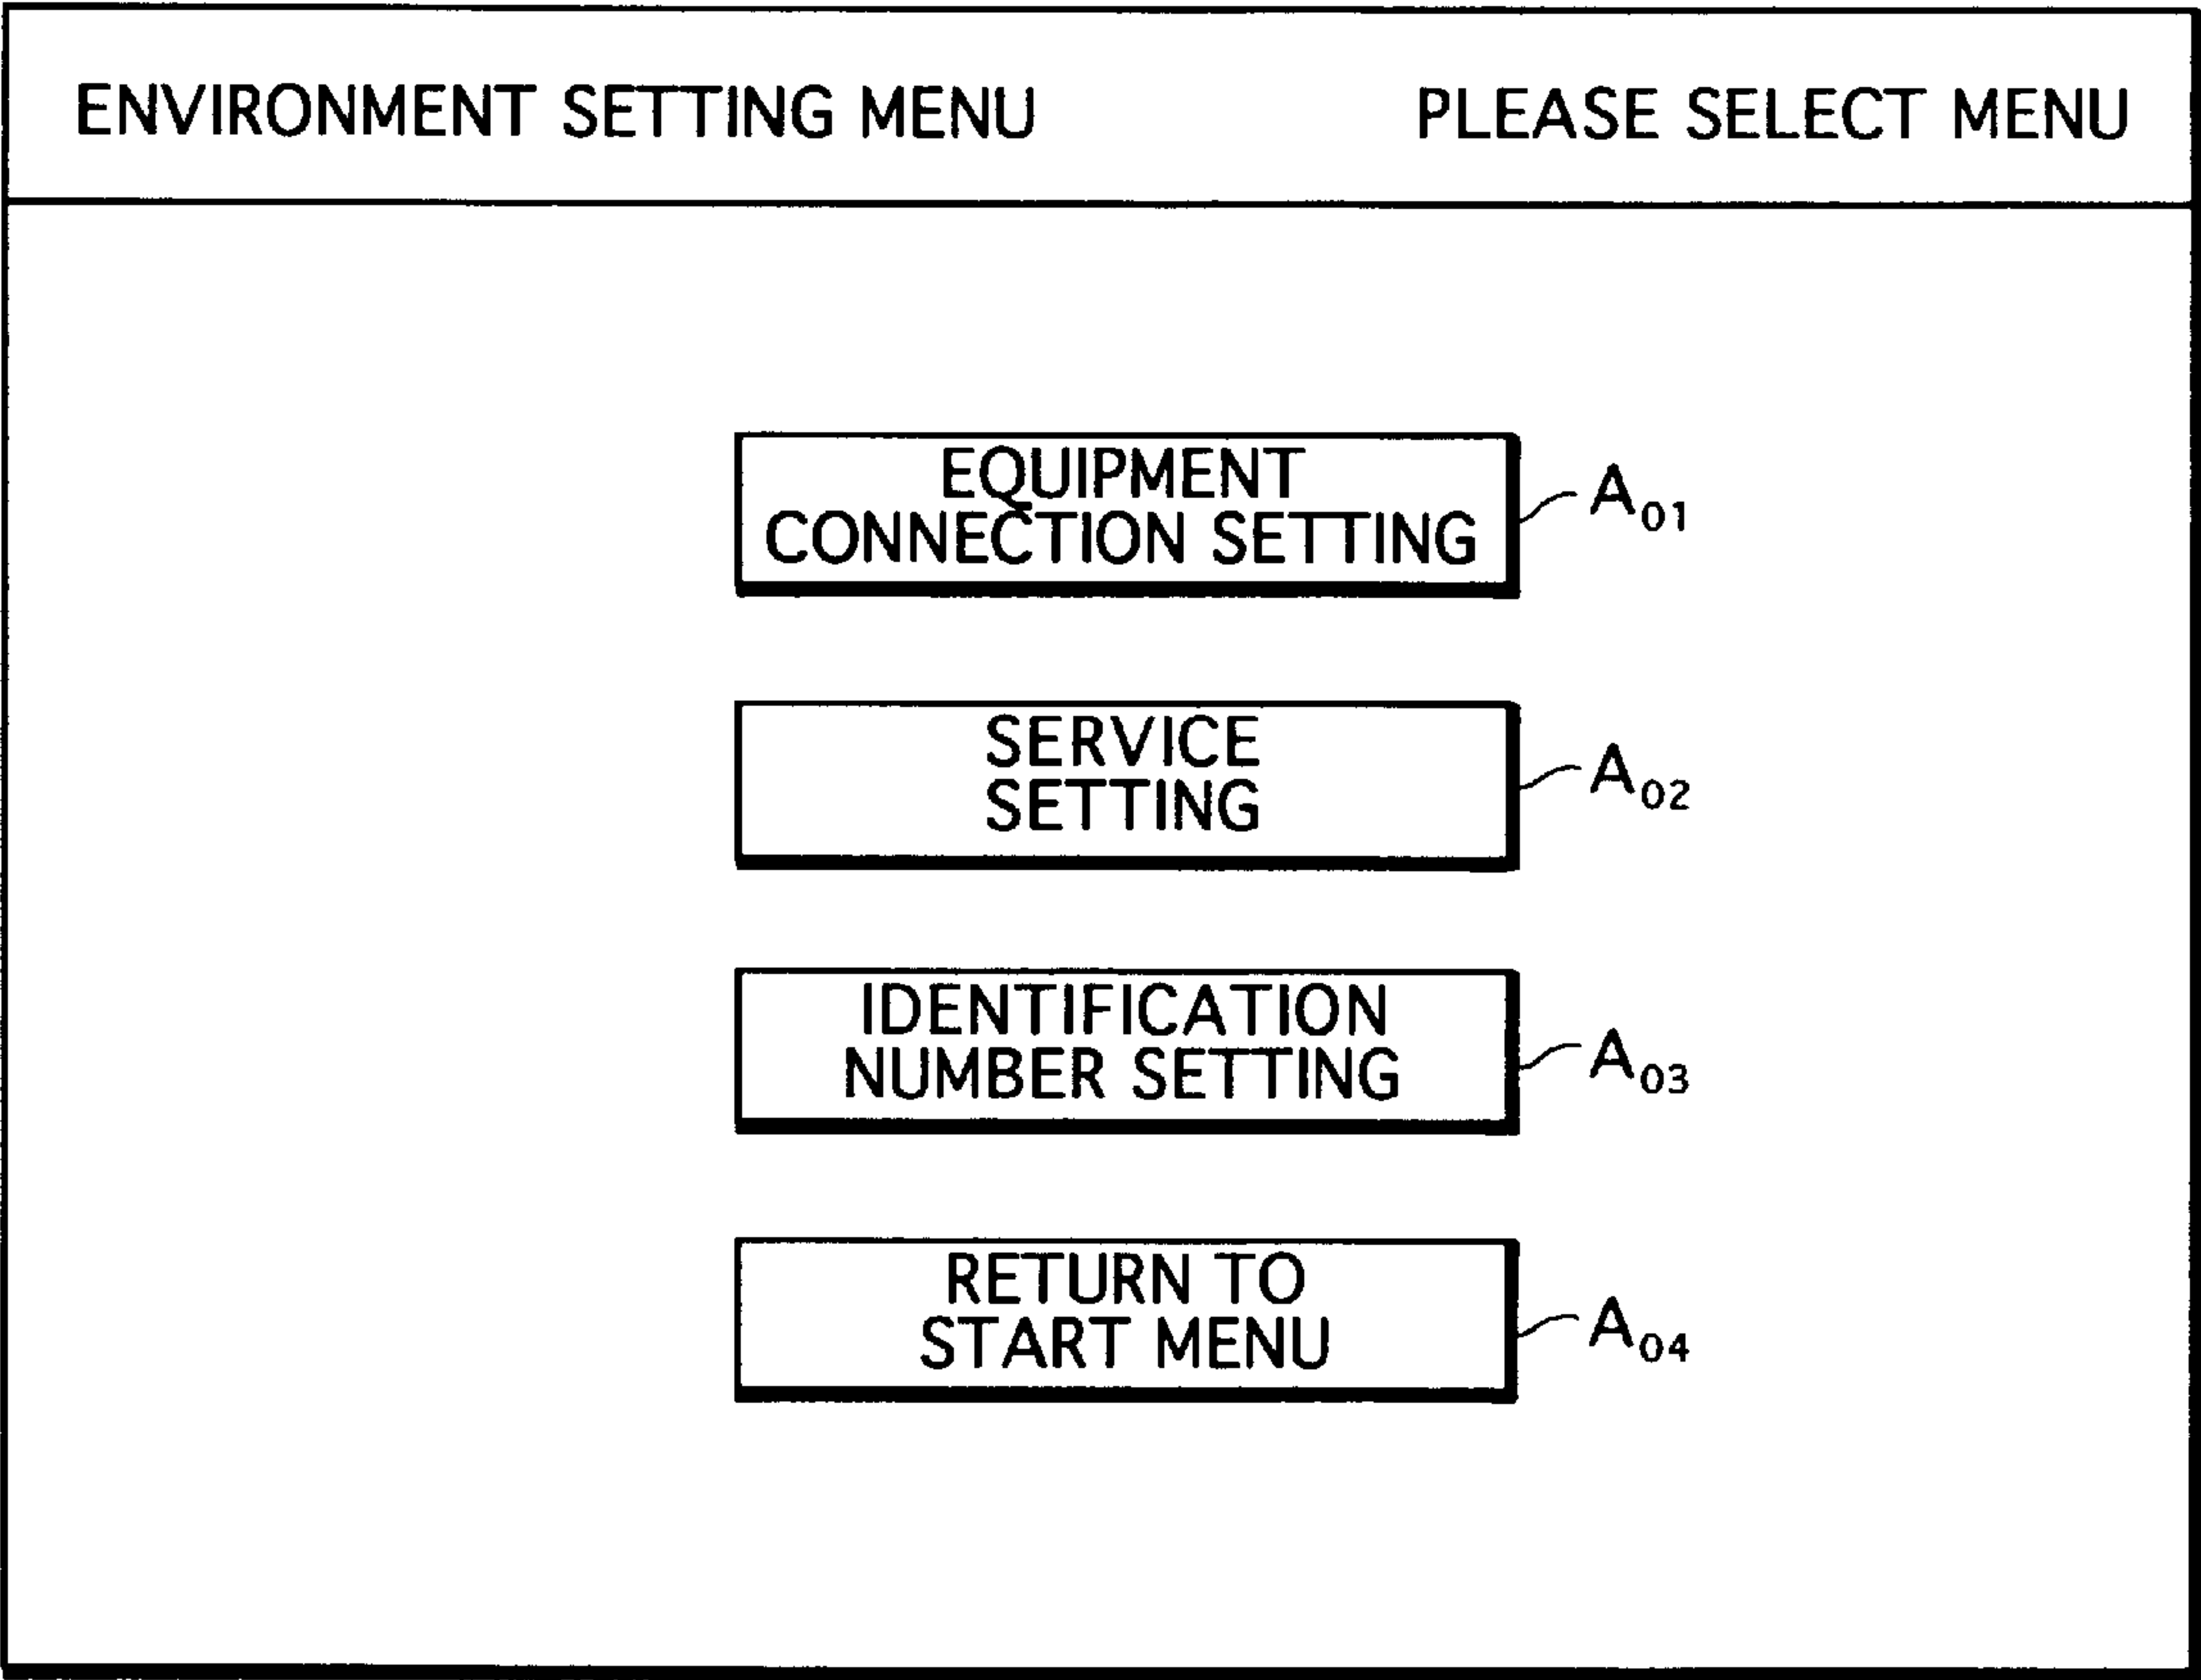 ENVIRONMENT SETTING MENU PLEASE SELECT MENU
EQUIPMENT
CONNECTION SETTING
A01
SERVICE
SETTING
A02
IDENTIFICATION
NUMBER SETTING
A03
RETURN TO
START MENU
A04